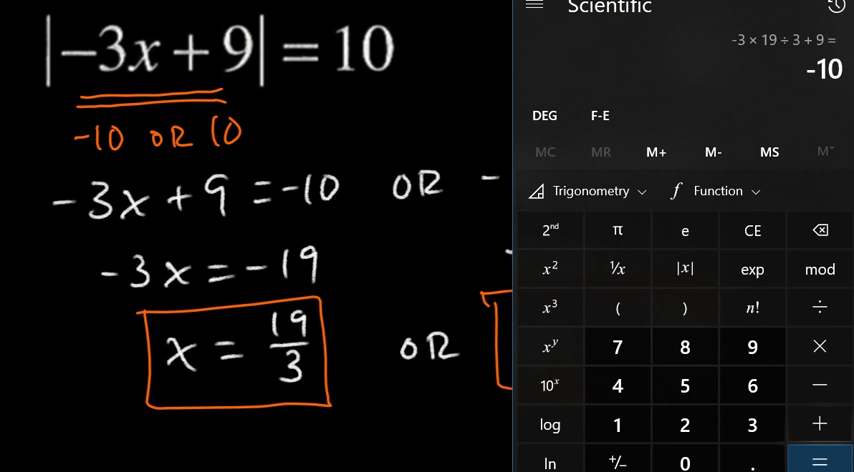 |−3x + 9| = 10
-10 OR 10
-3x + 9 = -10 OR -
-3x = -19
x = 19/3 OR
Scientific
-3 × 19 ÷ 3 + 9 =
-10
DEG F-E
MC MR M+ M- MS M˅
Trigonometry f Function
2nd π e CE
x² ¹/x |x| exp mod
x³ ( ) n! ÷
xʸ 7 8 9 ×
10ˣ 4 5 6 −
log 1 2 3 +
ln +/− 0 . =